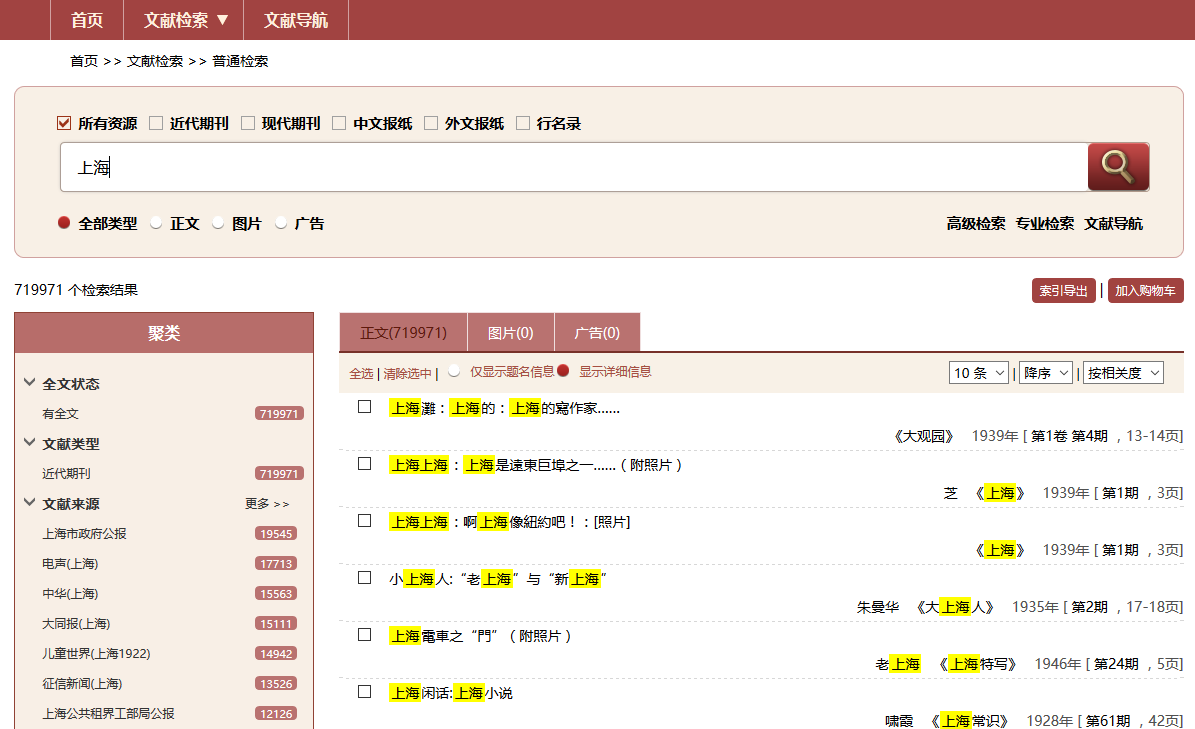 首页 文献检索 ▼ 文献导航
首页 >> 文献检索 >> 普通检索
所有资源 近代期刊 现代期刊 中文报纸 外文报纸 行名录
上海
全部类型 正文 图片 广告 高级检索 专业检索 文献导航
719971 个检索结果 索引导出 | 加入购物车
聚类
全文状态
有全文 719971
文献类型
近代期刊 719971
文献来源 更多 >>
上海市政府公报 19545
电声(上海) 17713
中华(上海) 15563
大同报(上海) 15111
儿童世界(上海1922) 14942
征信新闻(上海) 13526
上海公共租界工部局公报 12126
正文(719971) 图片(0) 广告(0)
全选 | 清除选中 | 仅显示题名信息 显示详细信息 10 条 | 降序 | 按相关度
上海灘：上海的：上海的寫作家……
《大观园》 1939年 [ 第1卷 第4期 ，13-14页]
上海上海：上海是遠東巨埠之一……（附照片）
芝 《上海》 1939年 [ 第1期 ，3页]
上海上海：啊上海像紐約吧！：[照片]
《上海》 1939年 [ 第1期 ，3页]
小上海人:“老上海”与“新上海”
朱曼华 《大上海人》 1935年 [ 第2期 ，17-18页]
上海電車之“門”（附照片）
老上海 《上海特写》 1946年 [ 第24期 ，5页]
上海闲话:上海小说
啸霞 《上海常识》 1928年 [ 第61期 ，42页]